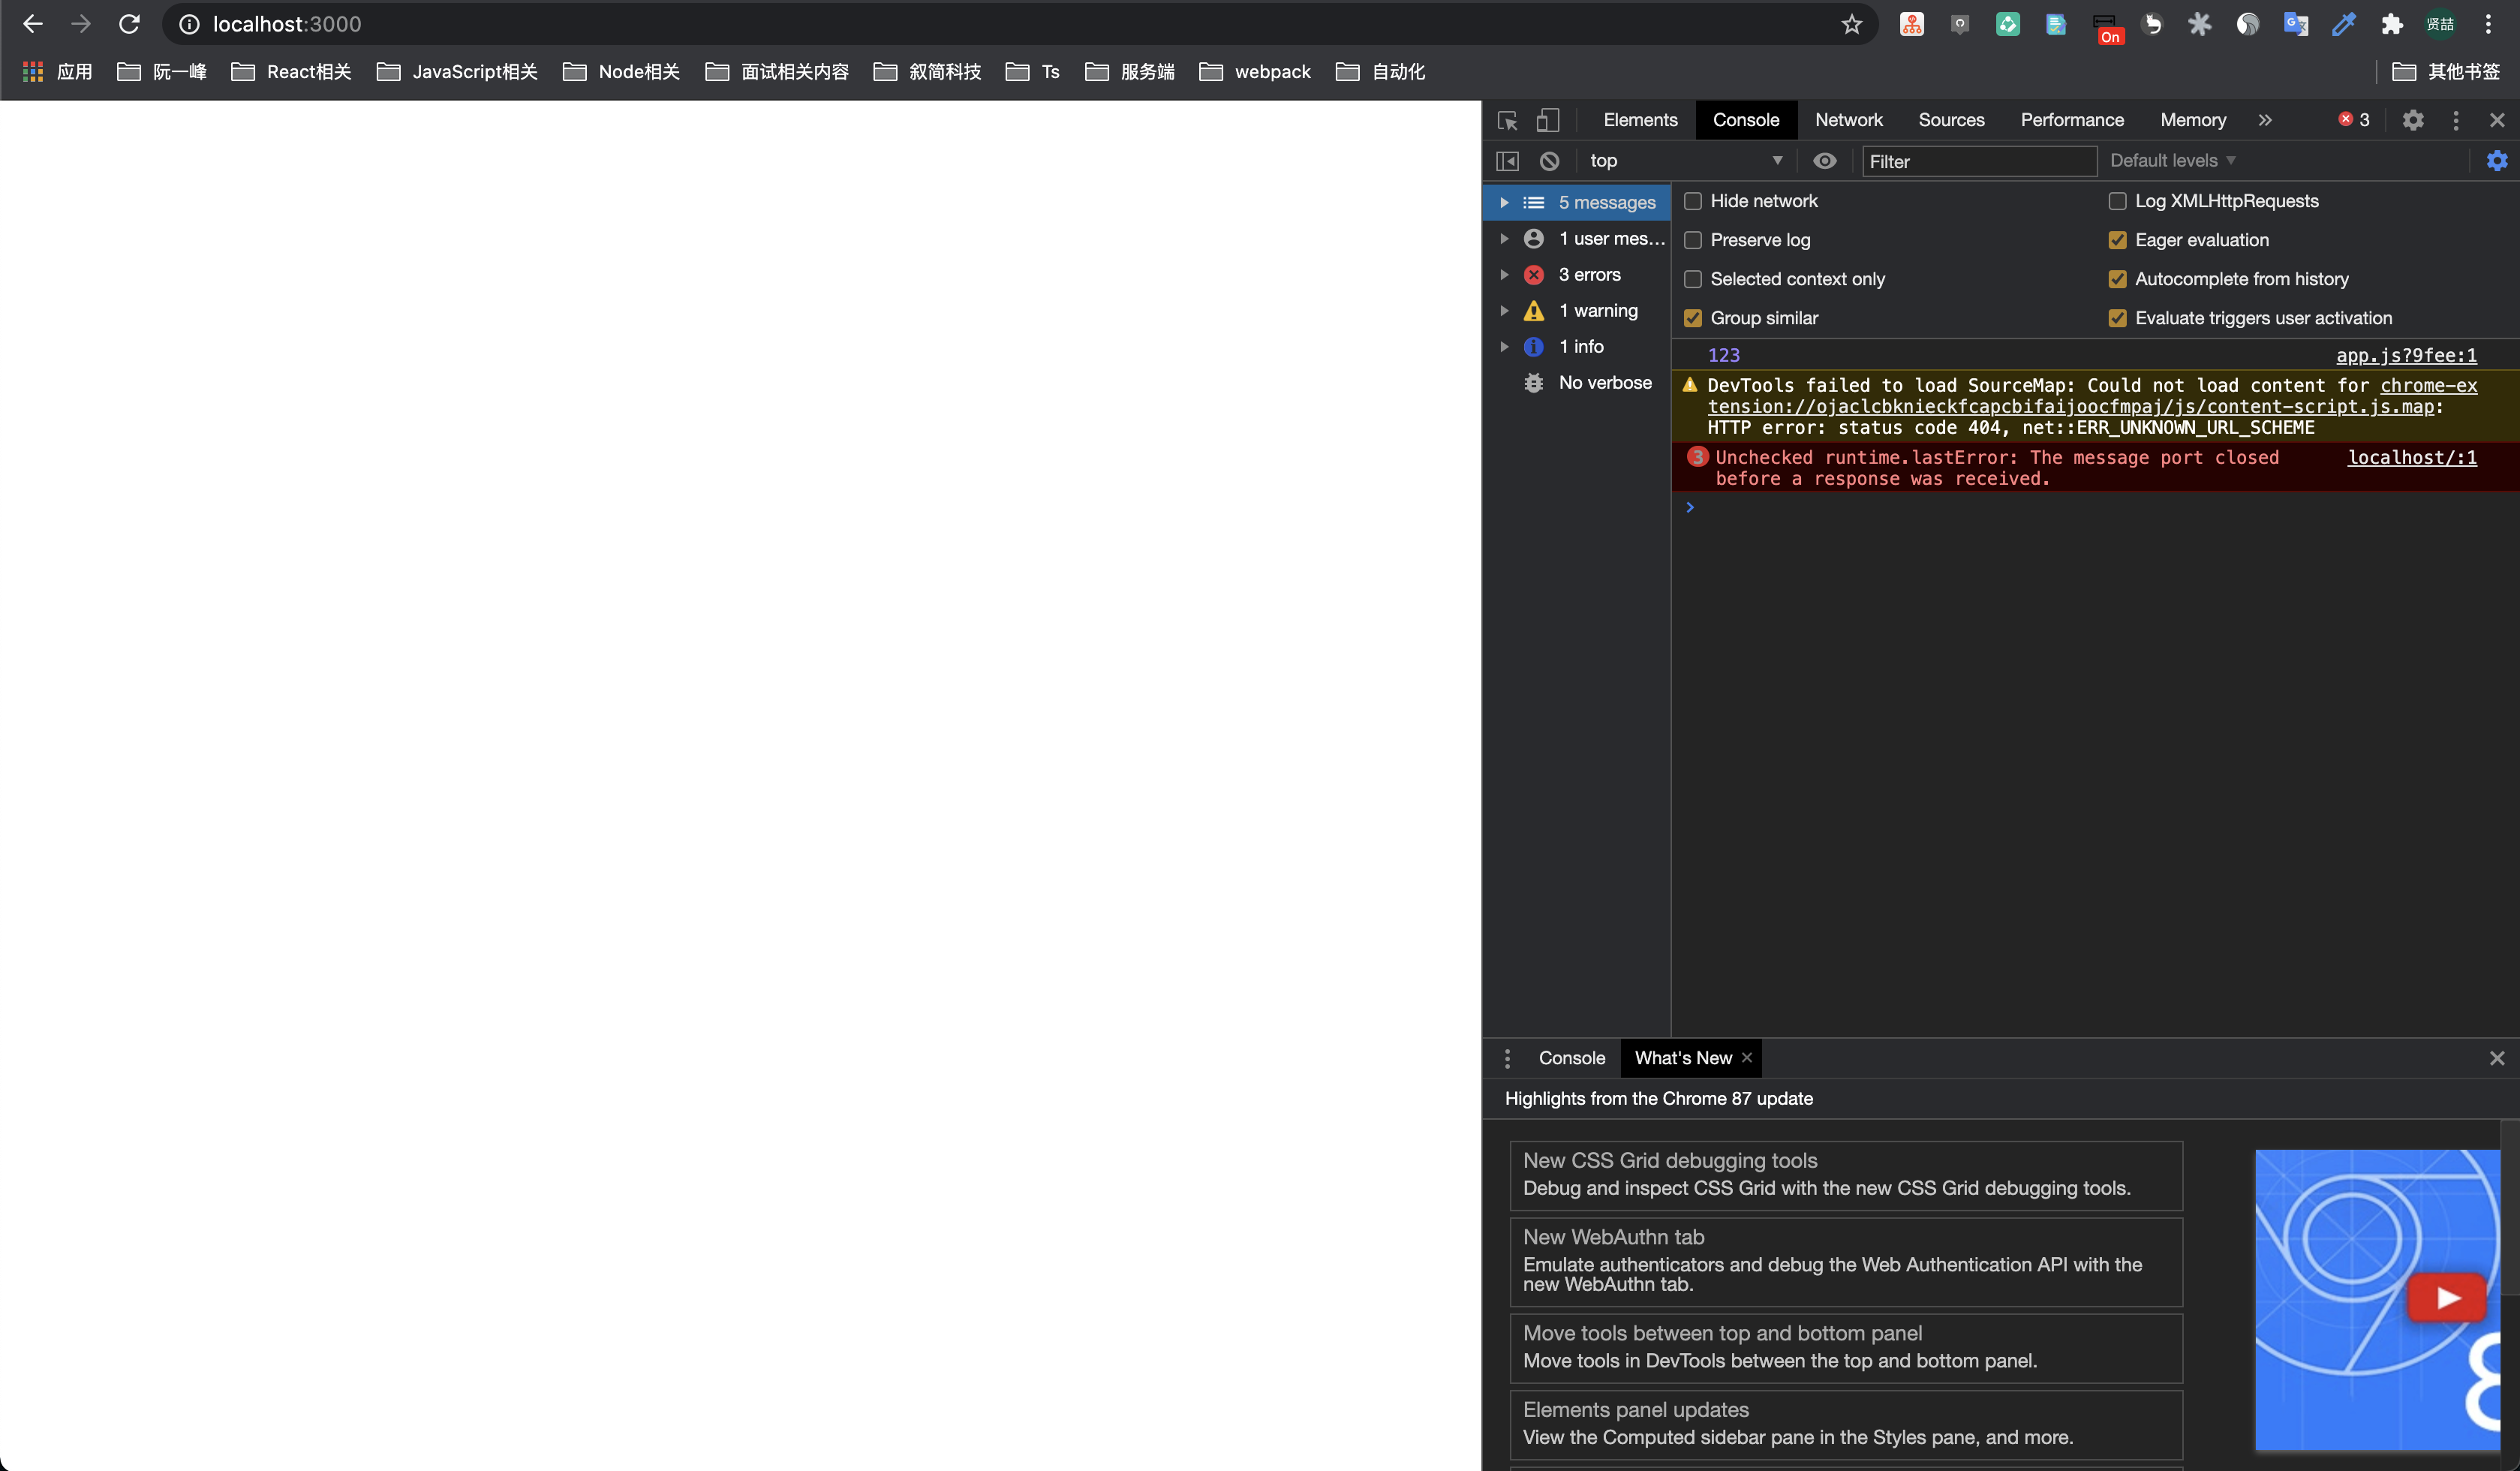 localhost:3000
On
贤喆
应用 阮一峰 React相关 JavaScript相关 Node相关 面试相关内容 叙简科技 Ts 服务端 webpack 自动化 其他书签
Elements Console Network Sources Performance Memory 3
top Filter Default levels
5 messages
1 user mes...
3 errors
1 warning
1 info
No verbose
Hide network Log XMLHttpRequests
Preserve log Eager evaluation
Selected context only Autocomplete from history
Group similar Evaluate triggers user activation
123 app.js?9fee:1
DevTools failed to load SourceMap: Could not load content for chrome-ex
tension://ojaclcbknieckfcapcbifaijoocfmpaj/js/content-script.js.map:
HTTP error: status code 404, net::ERR_UNKNOWN_URL_SCHEME
3 Unchecked runtime.lastError: The message port closed localhost/:1
before a response was received.
Console What's New
Highlights from the Chrome 87 update
New CSS Grid debugging tools
Debug and inspect CSS Grid with the new CSS Grid debugging tools.
New WebAuthn tab
Emulate authenticators and debug the Web Authentication API with the
new WebAuthn tab.
Move tools between top and bottom panel
Move tools in DevTools between the top and bottom panel.
Elements panel updates
View the Computed sidebar pane in the Styles pane, and more.
8